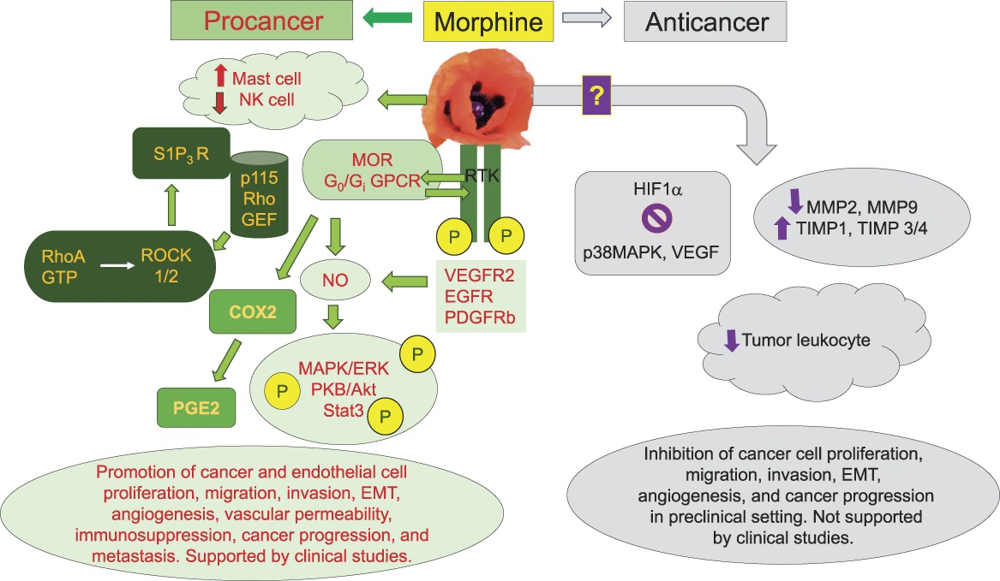 Procancer
Morphine
Anticancer
Mast cell
NK cell
?
S1P3 R
p115
Rho
GEF
MOR
G0/Gi GPCR
RTK
P
P
RhoA
GTP
ROCK
1/2
NO
VEGFR2
EGFR
PDGFRb
COX2
PGE2
MAPK/ERK
PKB/Akt
Stat3
P
P
P
HIF1α
p38MAPK, VEGF
MMP2, MMP9
TIMP1, TIMP 3/4
Tumor leukocyte
Promotion of cancer and endothelial cell
proliferation, migration, invasion, EMT,
angiogenesis, vascular permeability,
immunosuppression, cancer progression, and
metastasis. Supported by clinical studies.
Inhibition of cancer cell proliferation,
migration, invasion, EMT,
angiogenesis, and cancer progression
in preclinical setting. Not supported
by clinical studies.